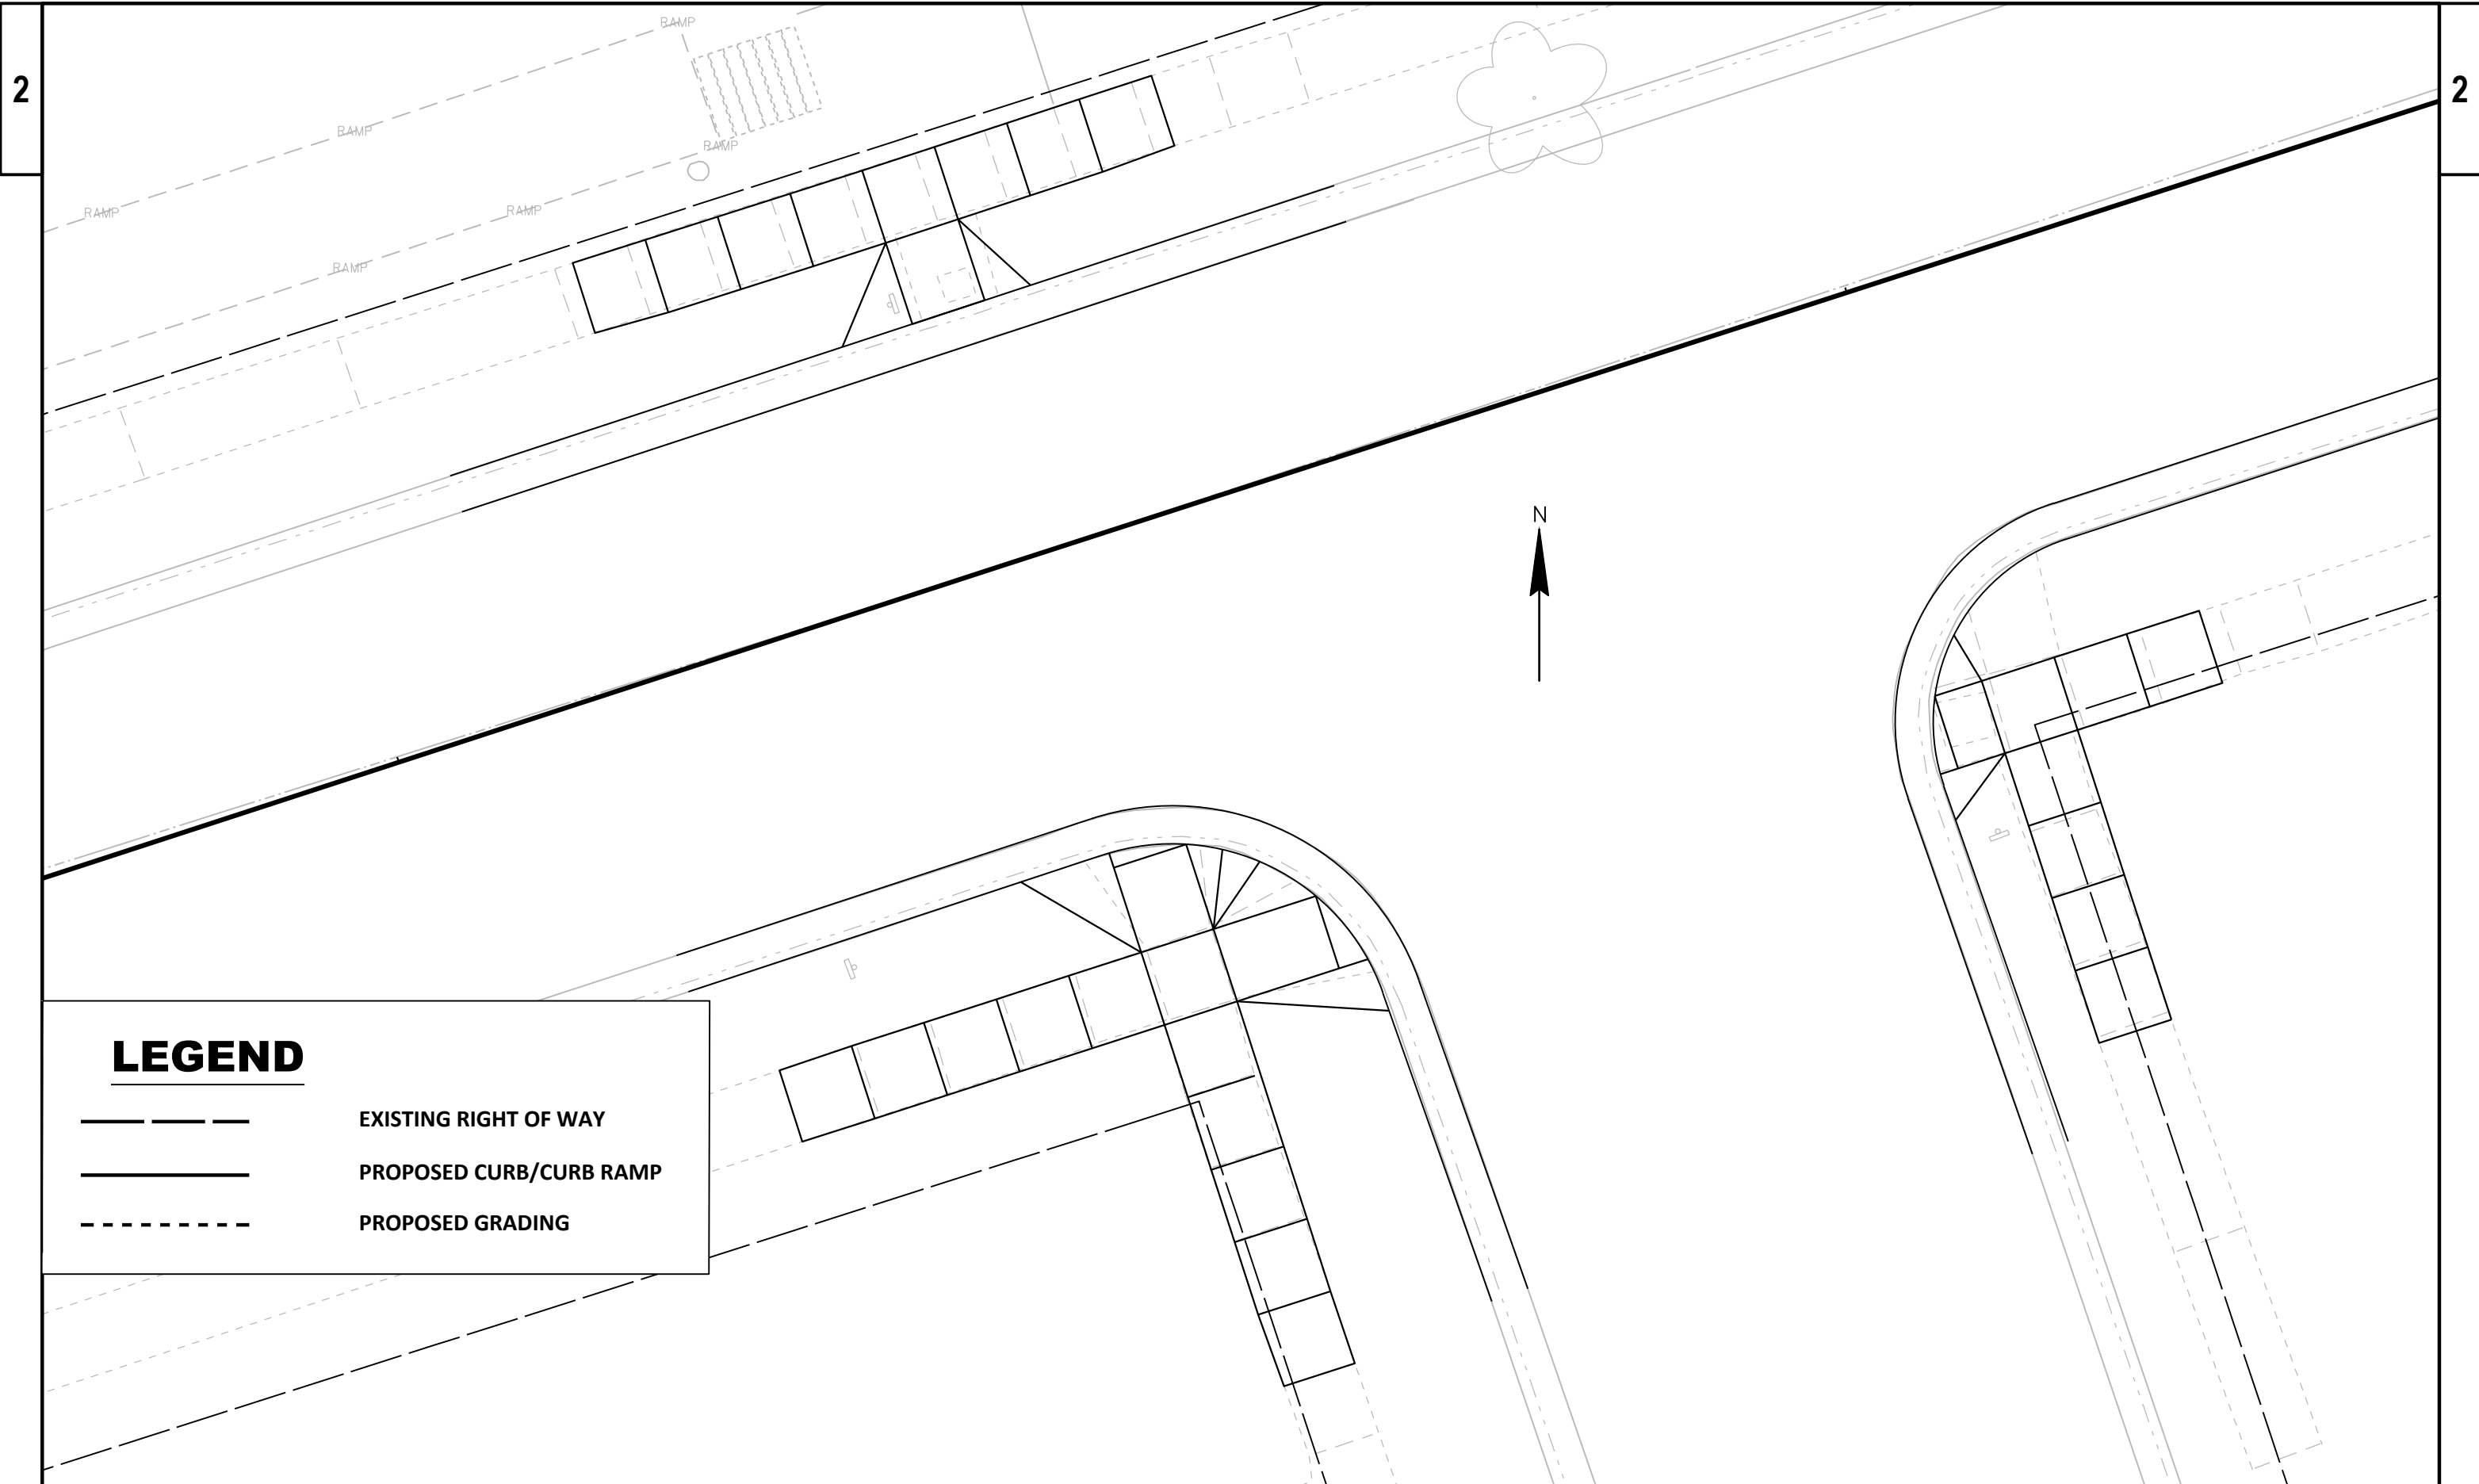 RAMP
2
2
RAMP
RAMP
RAMP
RAMP
RAMP
N
LEGEND
EXISTING RIGHT OF WAY
PROPOSED CURB/CURB RAMP
PROPOSED GRADING